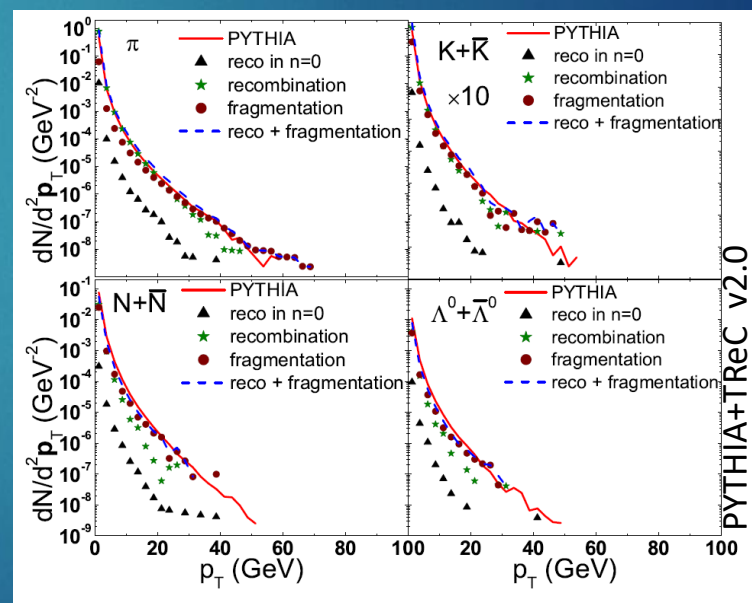 π
PYTHIA
reco in n=0
recombination
fragmentation
reco + fragmentation
10⁰
10⁻¹
10⁻²
10⁻³
10⁻⁴
10⁻⁵
10⁻⁶
10⁻⁷
10⁻⁸
dN/d²p_T (GeV⁻²)
K+K̅
×10
PYTHIA
reco in n=0
recombination
fragmentation
reco + fragmentation
N+N̅
PYTHIA
reco in n=0
recombination
fragmentation
reco + fragmentation
10⁻¹
10⁻²
10⁻³
10⁻⁴
10⁻⁵
10⁻⁶
10⁻⁷
10⁻⁸
10⁻⁹
dN/d²p_T (GeV⁻²)
Λ⁰+Λ̅⁰
PYTHIA
reco in n=0
recombination
fragmentation
reco + fragmentation
0 20 40 60 80 100 20 40 60 80 100
p_T (GeV) p_T (GeV)
PYTHIA+TReC v2.0